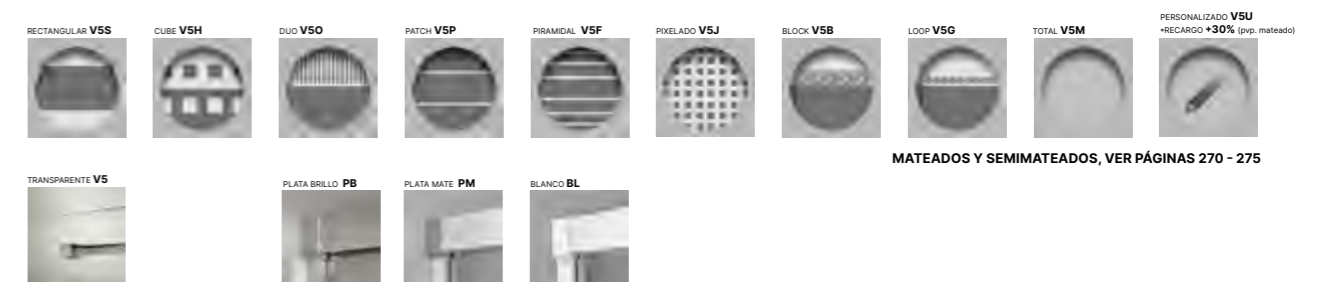 PERSONALIZADO V5U
RECTANGULAR V5S CUBE V5H DUO V5O PATCH V5P PIRAMIDAL V5F PIXELADO V5J BLOCK V5B LOOP V5G TOTAL V5M +RECARGO +30% (pvp. mateado)
MATEADOS Y SEMIMATEADOS, VER PÁGINAS 270 - 275
TRANSPARENTE V5 PLATA BRILLO PB PLATA MATE PM BLANCO BL